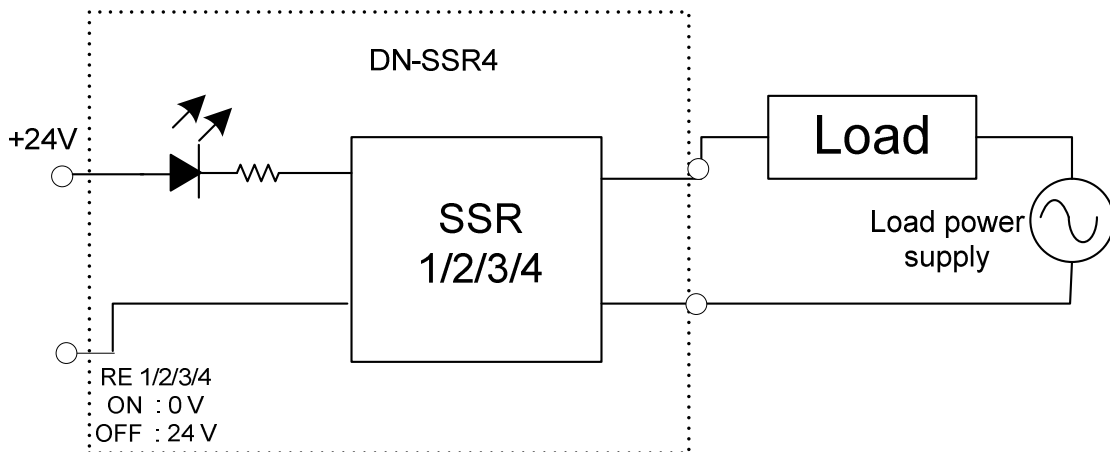 DN-SSR4
+24V
SSR
1/2/3/4
Load
Load power
supply
RE 1/2/3/4
ON : 0 V
OFF : 24 V